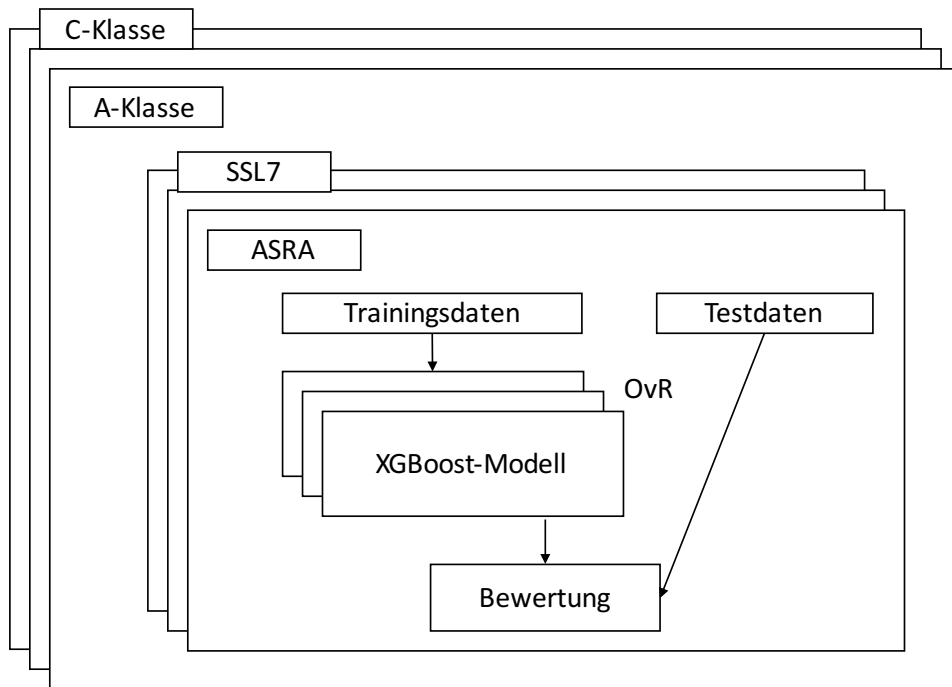 C-Klasse
A-Klasse
SSL7
ASRA
Trainingsdaten
Testdaten
OvR
XGBoost-Modell
Bewertung